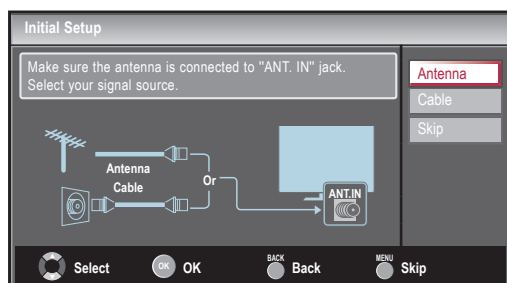 Initial Setup
Make sure the antenna is connected to "ANT. IN" jack.
Select your signal source.
Antenna
Cable
Skip
Antenna
Cable
Or
ANT.IN
Select
OK
OK
BACK
Back
MENU
Skip